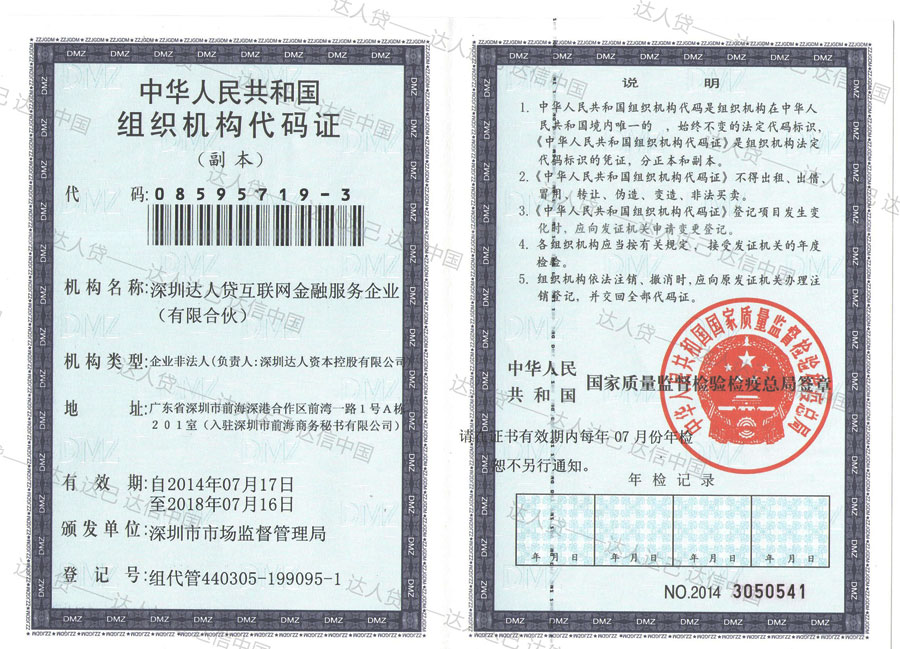 中华人民共和国
组织机构代码证
（副本）
代 码:08595719-3
机构名称:深圳达人贷互联网金融服务企业
（有限合伙）
机构类型:企业非法人(负责人:深圳达人资本控股有限公司)
地 址:广东省深圳市前海深港合作区前湾一路1号A栋
201室（入驻深圳市前海商务秘书有限公司）
有 效 期:自2014年07月17日
至2018年07月16日
颁发单位:深圳市市场监督管理局
登 记 号:组代管440305-199095-1
说 明
1. 中华人民共和国组织机构代码是组织机构在中华人
民共和国境内唯一的 ，始终不变的法定代码标识，
《中华人民共和国组织机构代码证》是组织机构法定
代码标识的凭证，分正本和副本。
2.《中华人民共和国组织机构代码证》不得出租、出借
冒用、转让、伪造、变造、非法买卖。
3.《中华人民共和国组织机构代码证》登记项目发生变
化时，应向发证机关申请变更登记。
4. 各组织机构应当按有关规定，接受发证机关的年度
检验。
5. 组织机构依法注销、撤消时，应向原发证机关办理注
销登记，并交回全部代码证。
中华人民
共和国
国家质量监督检验检疫总局签章
中华人民共和国国家质量监督检验检疫总局
请在证书有效期内每年07月份年检
恕不另行通知。
年检记录
年 月 日 年 月 日 年 月 日 年 月 日
NO.2014 3050541
达人贷——达人达己 达信中国
DMZ
ZZJGDM